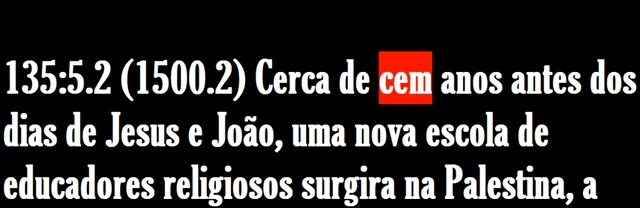 135:5.2 (1500.2) Cerca de cem anos antes dos
dias de Jesus e João, uma nova escola de
educadores religiosos surgira na Palestina, a